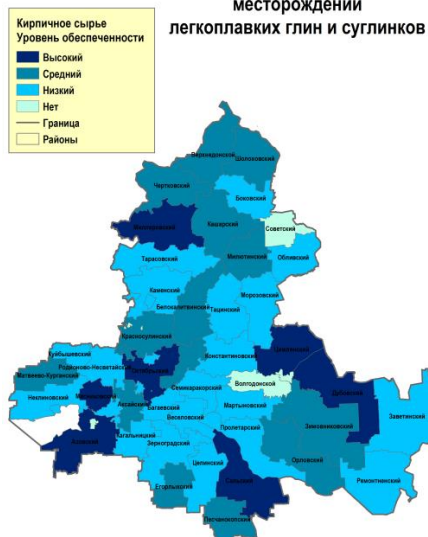 месторождений
легкоплавких глин и суглинков
Кирпичное сырье
Уровень обеспеченности
Высокий
Средний
Низкий
Нет
Граница
Районы
Верхнедонской
Шолоховский
Чертковский
Боковский
Миллеровский
Кашарский
Советский
Милютинский
Обливский
Тарасовский
Каменский
Морозовский
Белокалитвинский
Тацинский
Красносулинский
Куйбышевский
Константиновский
Цимлянский
Родионово-Несветайский
Октябрьский
Матвеево-Курганский
Волгодонской
Семикаракорский
Дубовский
Неклиновский
Мясниковский
Аксайский
Багаевский
Мартыновский
Заветинский
Веселовский
Пролетарский
Зимовниковский
Азовский
Кагальницкий
Зерноградский
Орловский
Целинский
Ремонтненский
Егорлыкский
Сальский
Песчанокопский